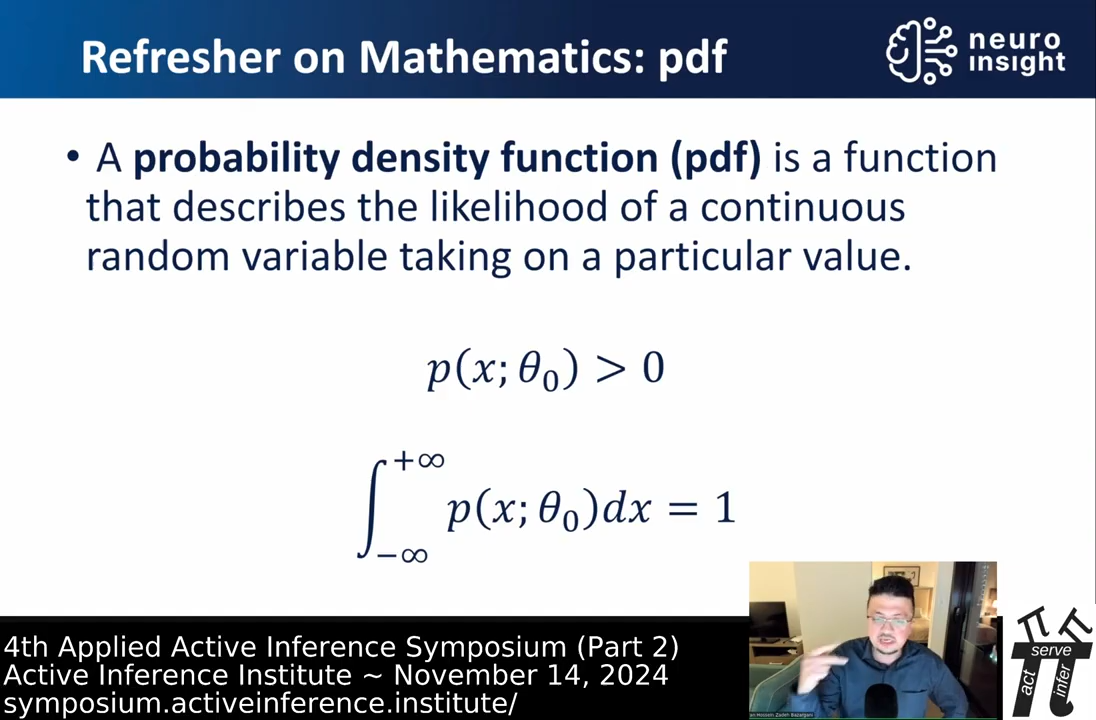 Refresher on Mathematics: pdf
neuro
insight
• A probability density function (pdf) is a function
that describes the likelihood of a continuous
random variable taking on a particular value.
p(x; θ₀) > 0
∫₋∞⁺∞ p(x; θ₀)dx = 1
4th Applied Active Inference Symposium (Part 2)
Active Inference Institute ~ November 14, 2024
symposium.activeinference.institute/
serve
act
infer